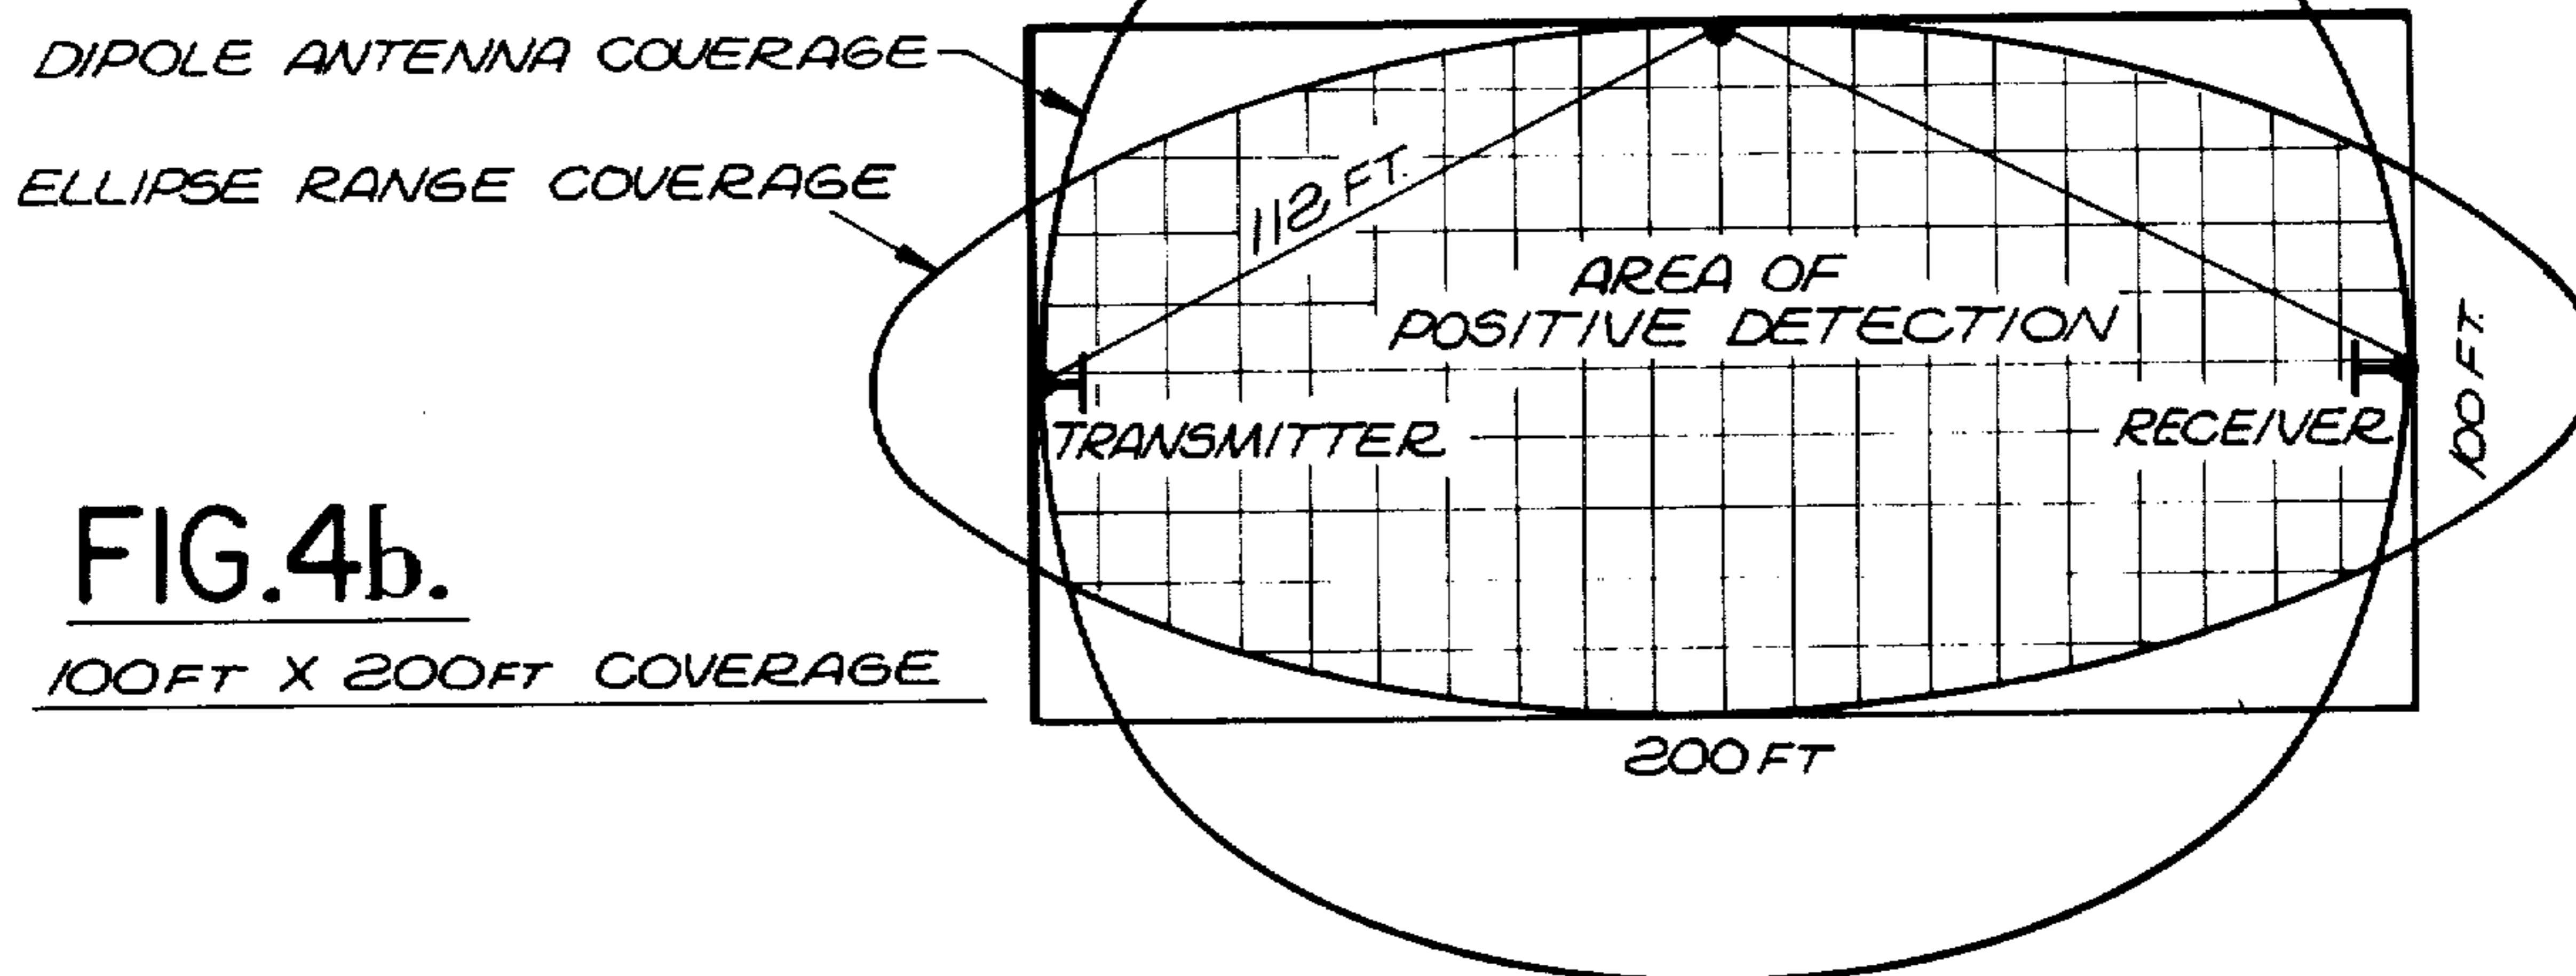 DIPOLE ANTENNA COVERAGE
ELLIPSE RANGE COVERAGE
112 FT.
AREA OF
POSITIVE DETECTION
TRANSMITTER
RECEIVER
100 FT.
FIG.4b.
100FT X 200FT COVERAGE
200 FT